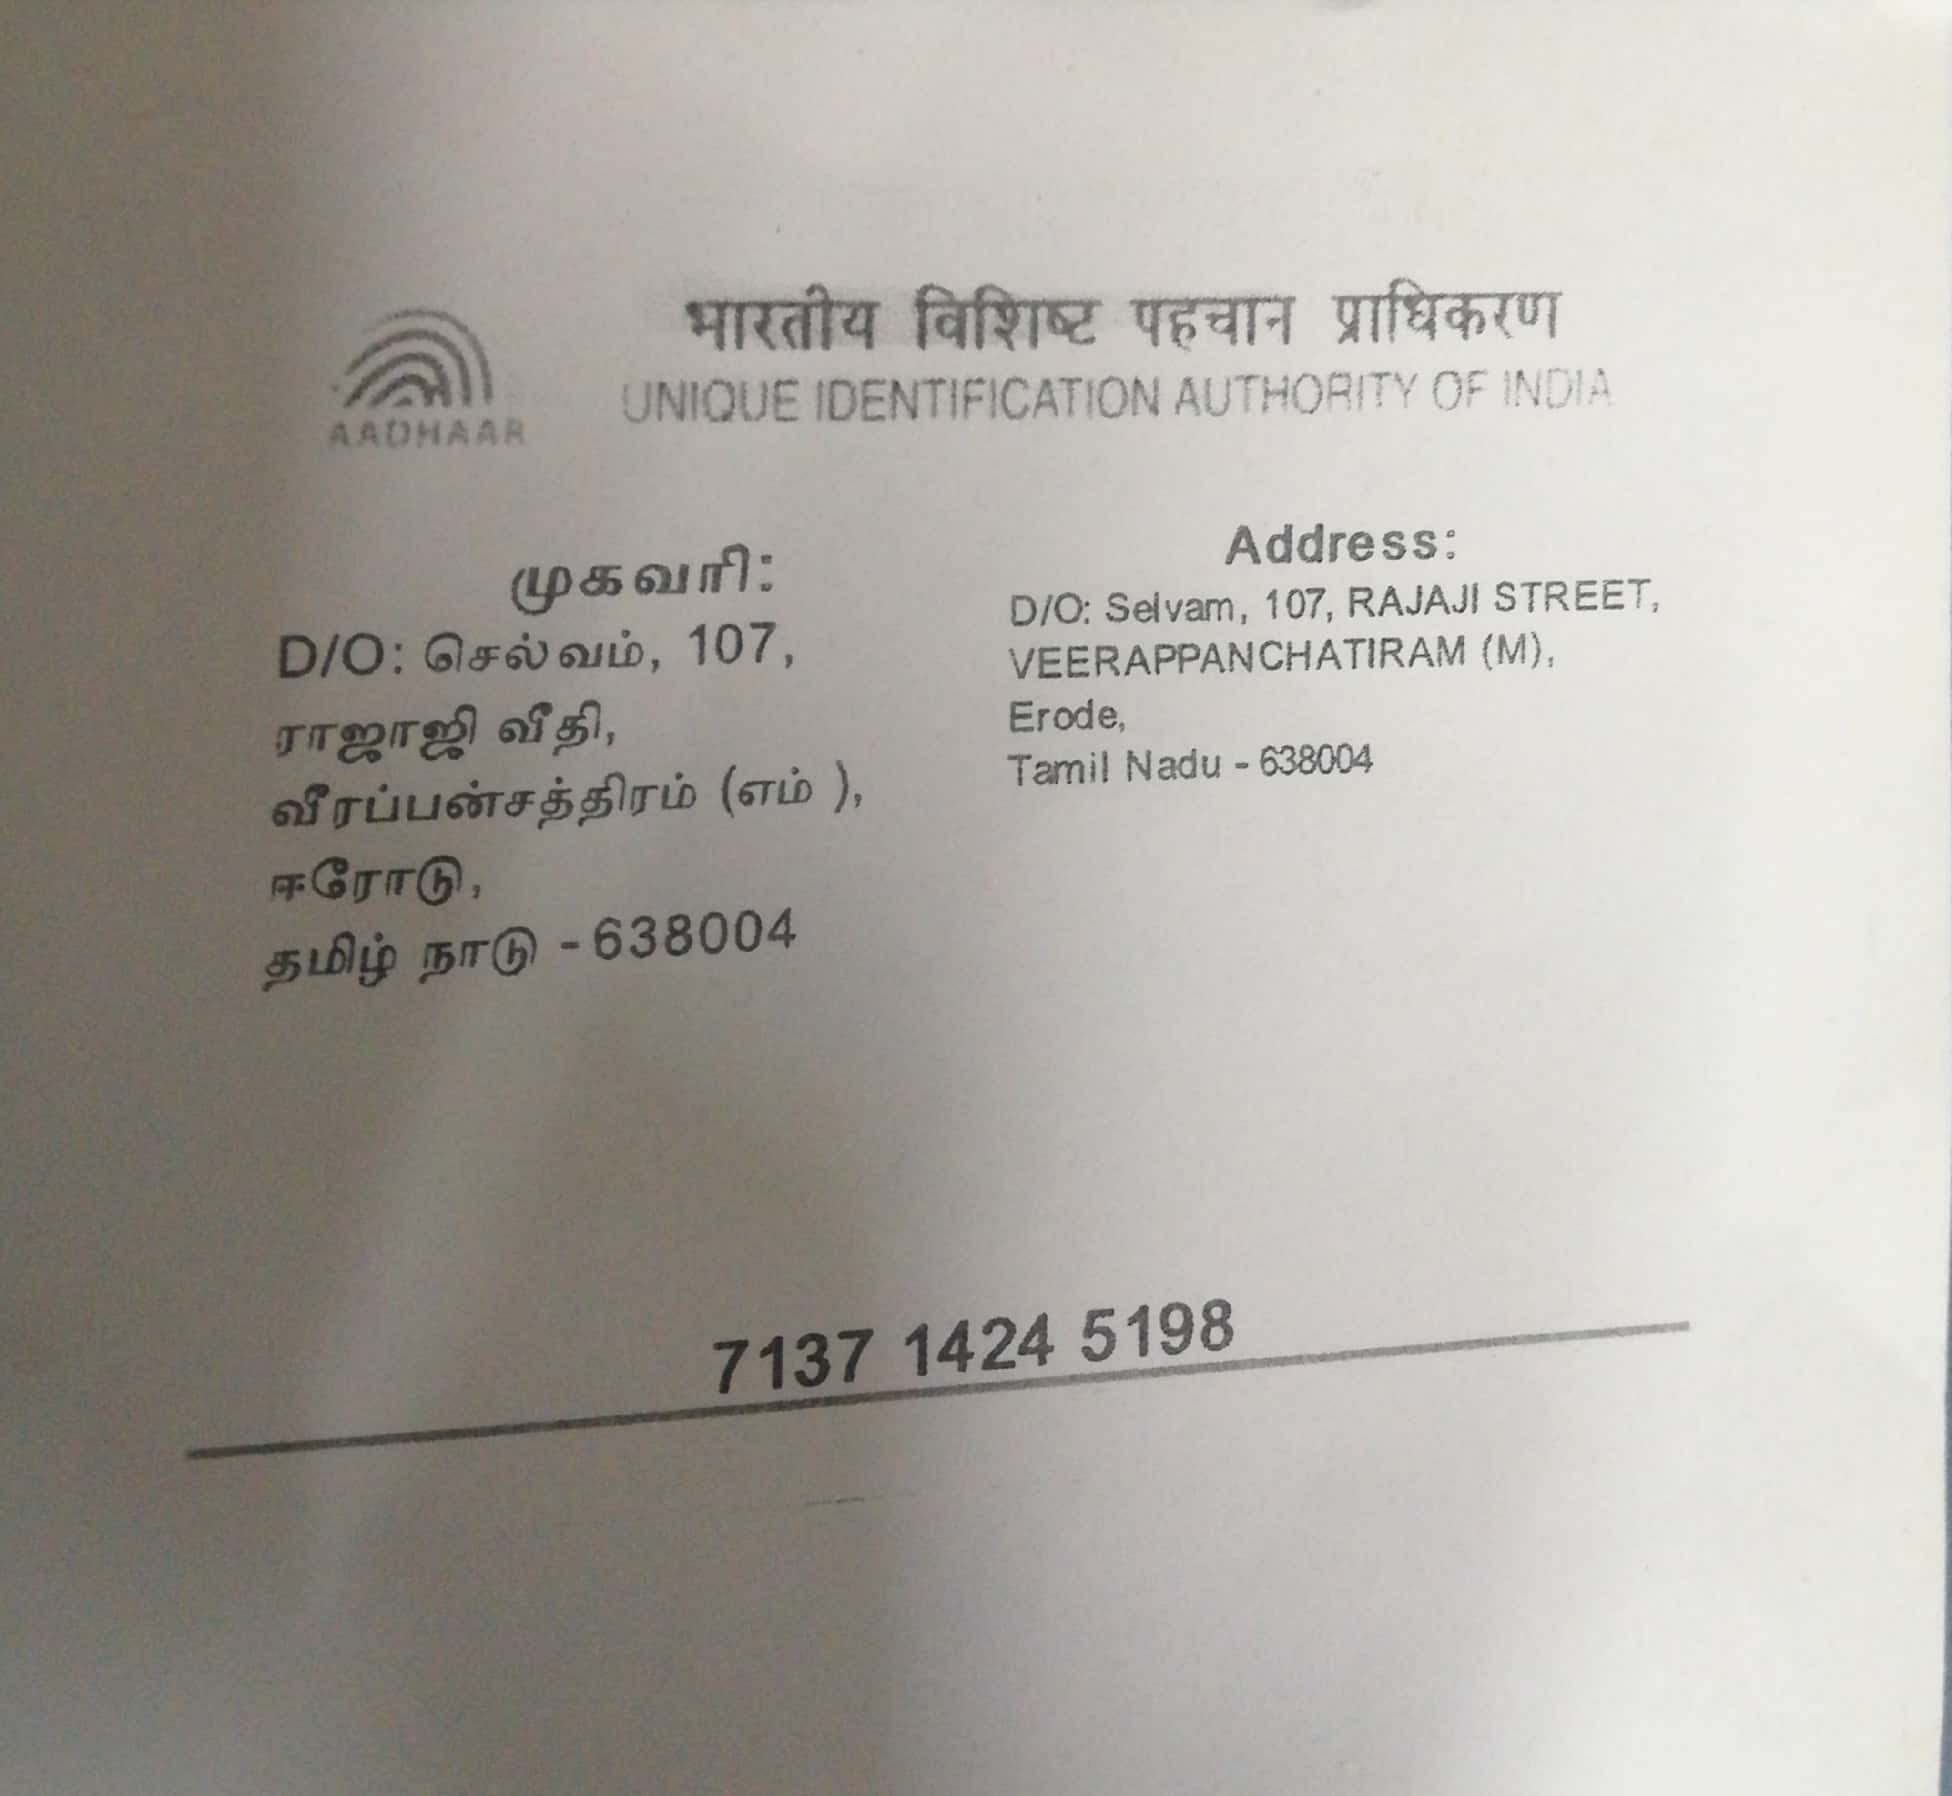 भारतीय विशिष्ट पहचान प्राधिकरण
UNIQUE IDENTIFICATION AUTHORITY OF INDIA
AADHAAR
முகவரி:
D/O: செல்வம், 107,
ராஜாஜி வீதி,
வீரப்பன்சத்திரம் (எம் ),
ஈரோடு,
தமிழ் நாடு - 638004
Address:
D/O: Selvam, 107, RAJAJI STREET,
VEERAPPANCHATIRAM (M),
Erode,
Tamil Nadu - 638004
7137 1424 5198